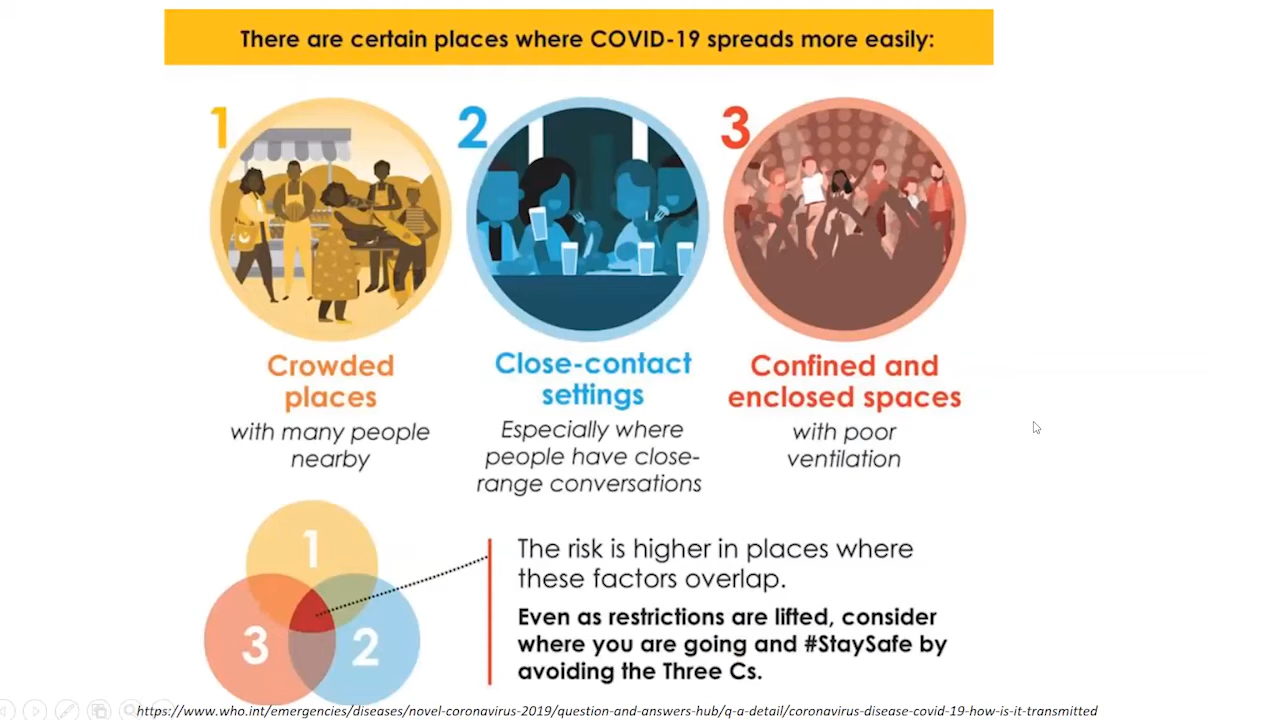 There are certain places where COVID-19 spreads more easily:
1
2
3
Crowded
places
with many people
nearby
Close-contact
settings
Especially where
people have close-
range conversations
Confined and
enclosed spaces
with poor
ventilation
1
3
2
The risk is higher in places where
these factors overlap.
Even as restrictions are lifted, consider
where you are going and #StaySafe by
avoiding the Three Cs.
https://www.who.int/emergencies/diseases/novel-coronavirus-2019/question-and-answers-hub/q-a-detail/coronavirus-disease-covid-19-how-is-it-transmitted